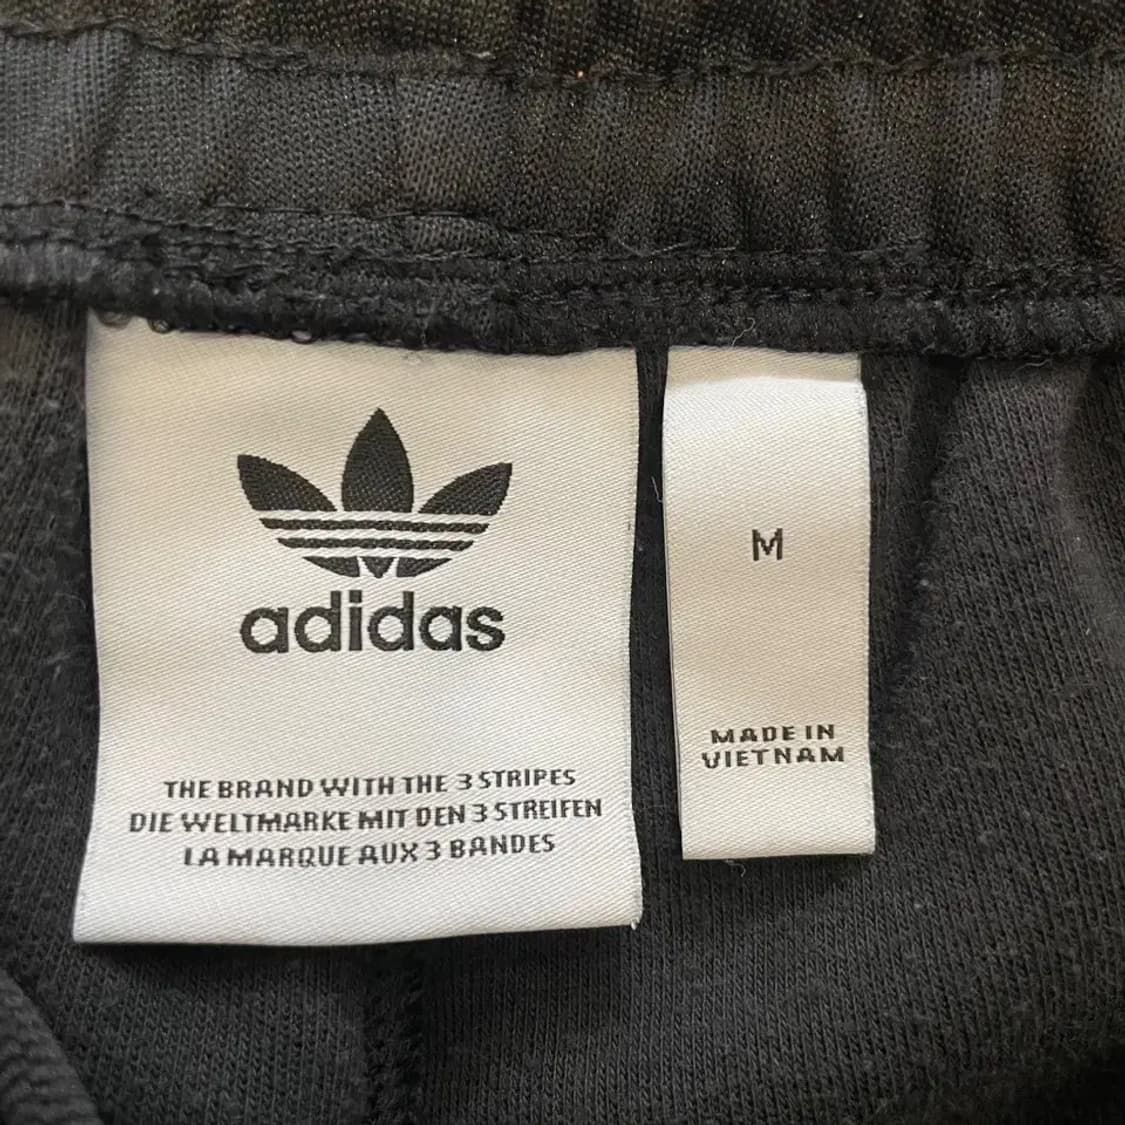 adidas
THE BRAND WITH THE 3 STRIPES
DIE WELTMARKE MIT DEN 3 STREIFEN
LA MARQUE AUX 3 BANDES
M
MADE IN
VIETNAM